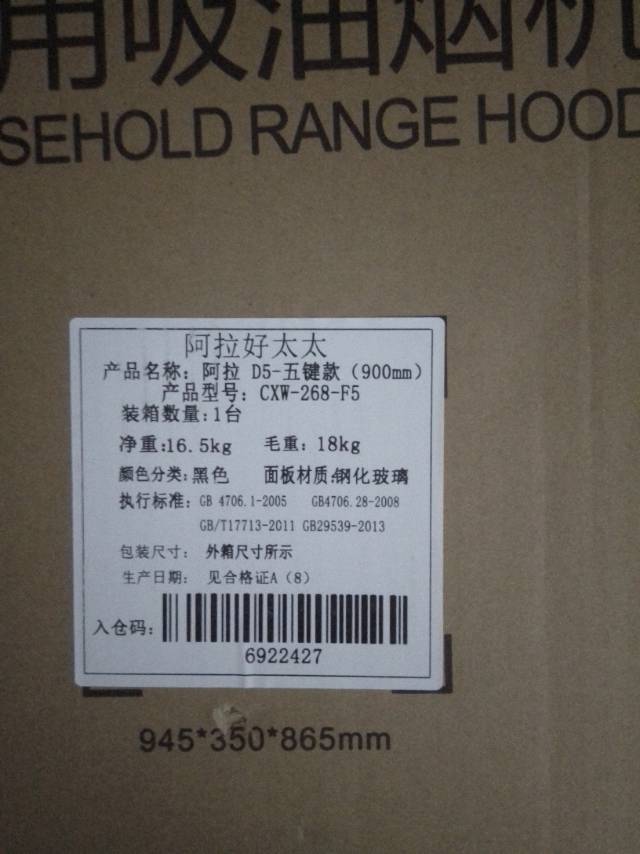 用吸油烟机
SEHOLD RANGE HOOD
阿拉好太太
产品名称：阿拉 D5-五键款（900mm）
产品型号：CXW-268-F5
装箱数量：1台
净重：16.5kg 毛重：18kg
颜色分类：黑色 面板材质：钢化玻璃
执行标准：GB 4706.1-2005 GB4706.28-2008
GB/T17713-2011 GB29539-2013
包装尺寸： 外箱尺寸所示
生产日期： 见合格证A（8）
入仓码：
6922427
945*350*865mm